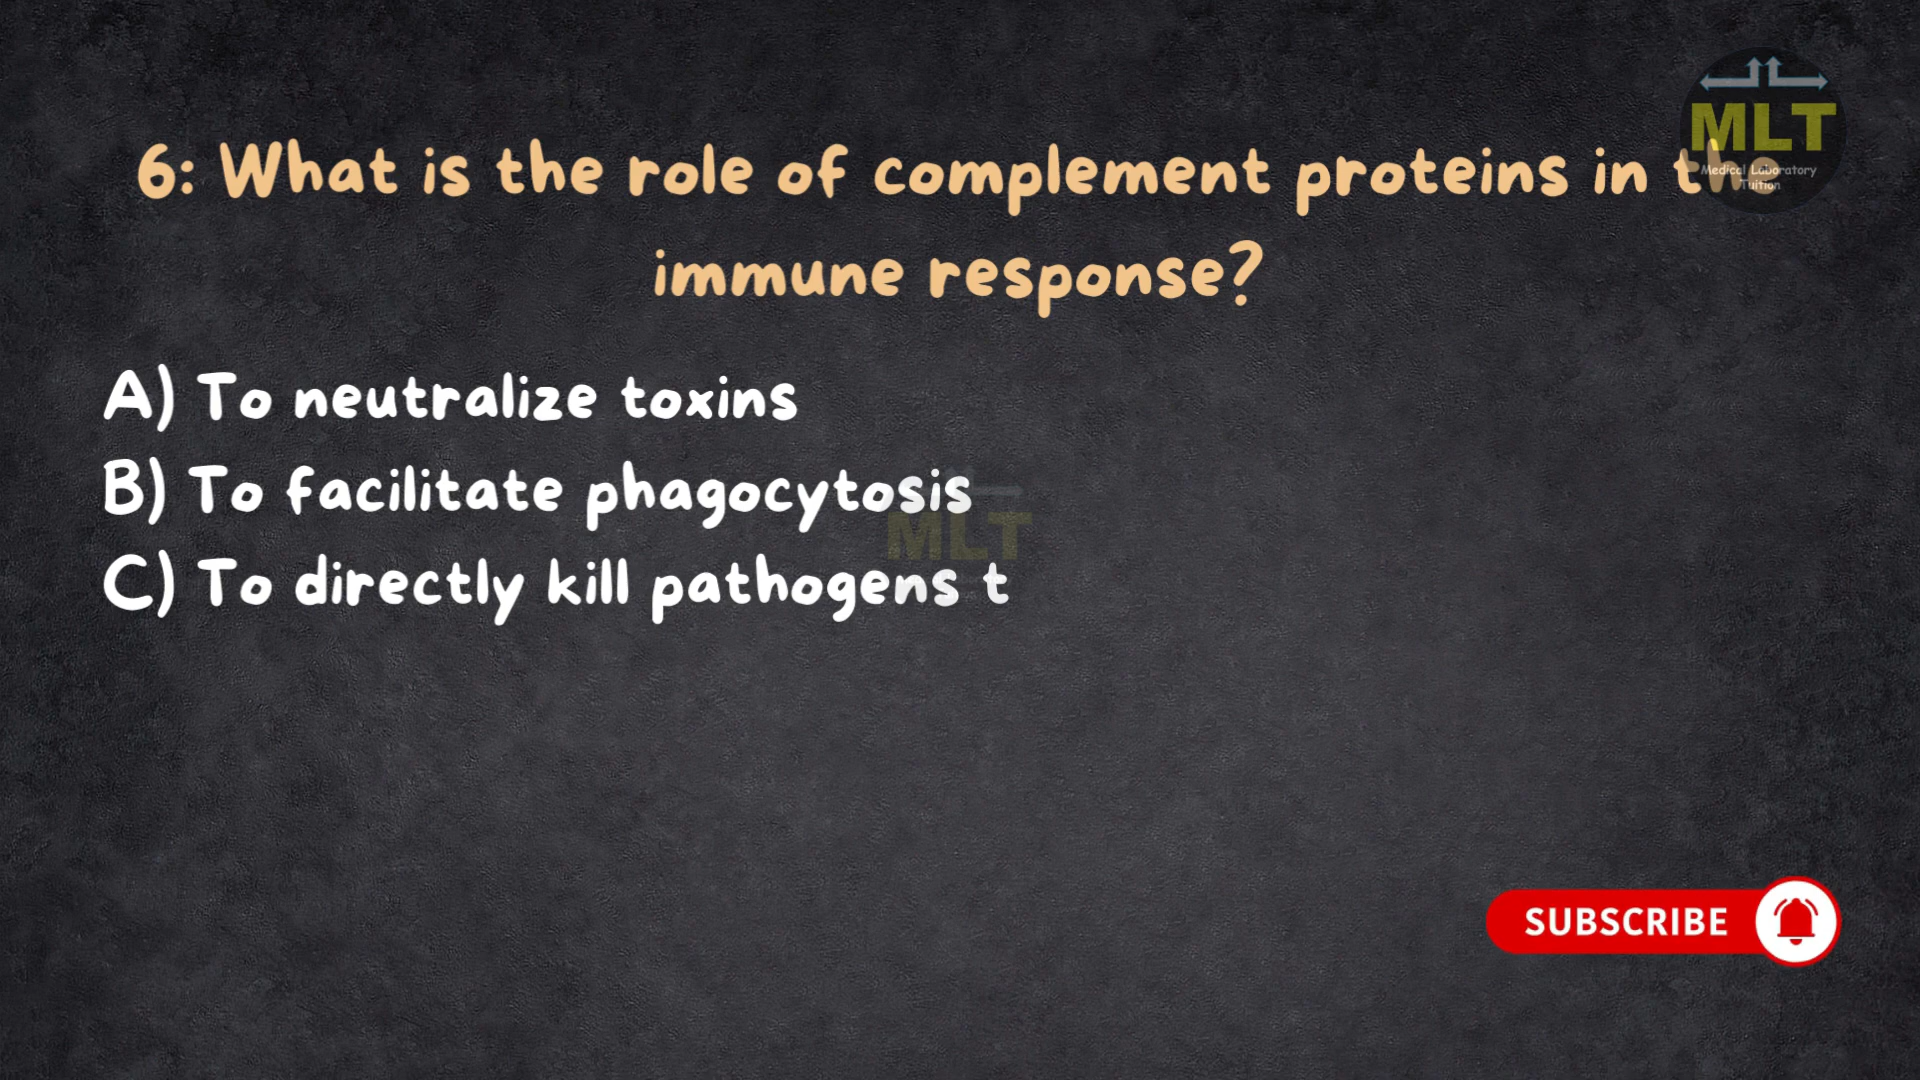 MLT
Medical Laboratory
Tuition
6: What is the role of complement proteins in the
immune response?
A) To neutralize toxins
B) To facilitate phagocytosis
MLT
C) To directly kill pathogens t
SUBSCRIBE